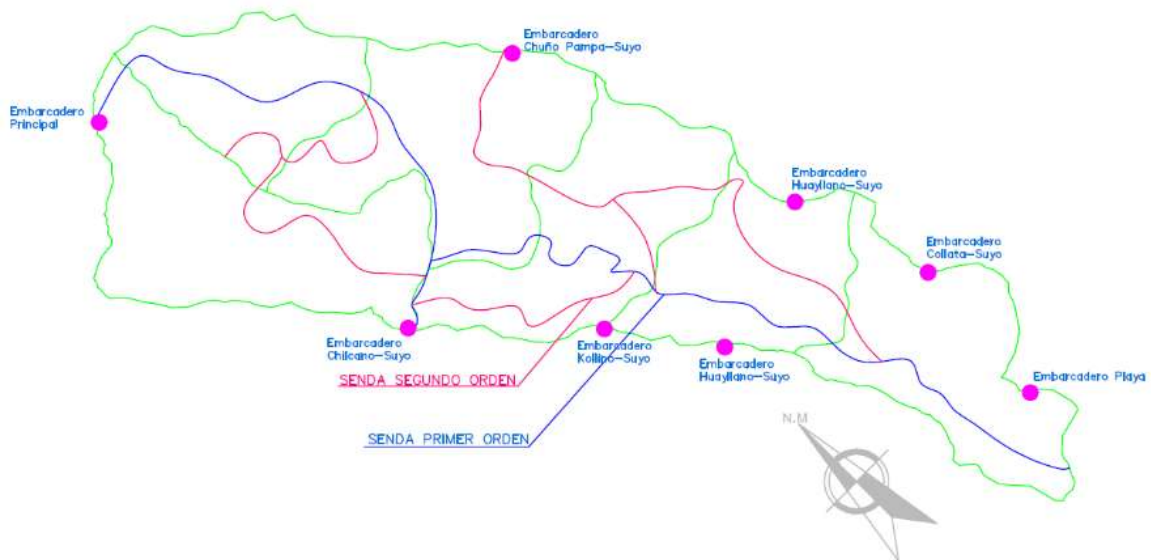 Embarcadero
Chuño Pampa-Suyo
Embarcadero
Principal
Embarcadero
Huayllano-Suyo
Embarcadero
Collata-Suyo
Embarcadero
Chilcano-Suyo
Embarcadero
Kollino-Suyo
Embarcadero
Huayllano-Suyo
Embarcadero Playa
SENDA SEGUNDO ORDEN
SENDA PRIMER ORDEN
N.M